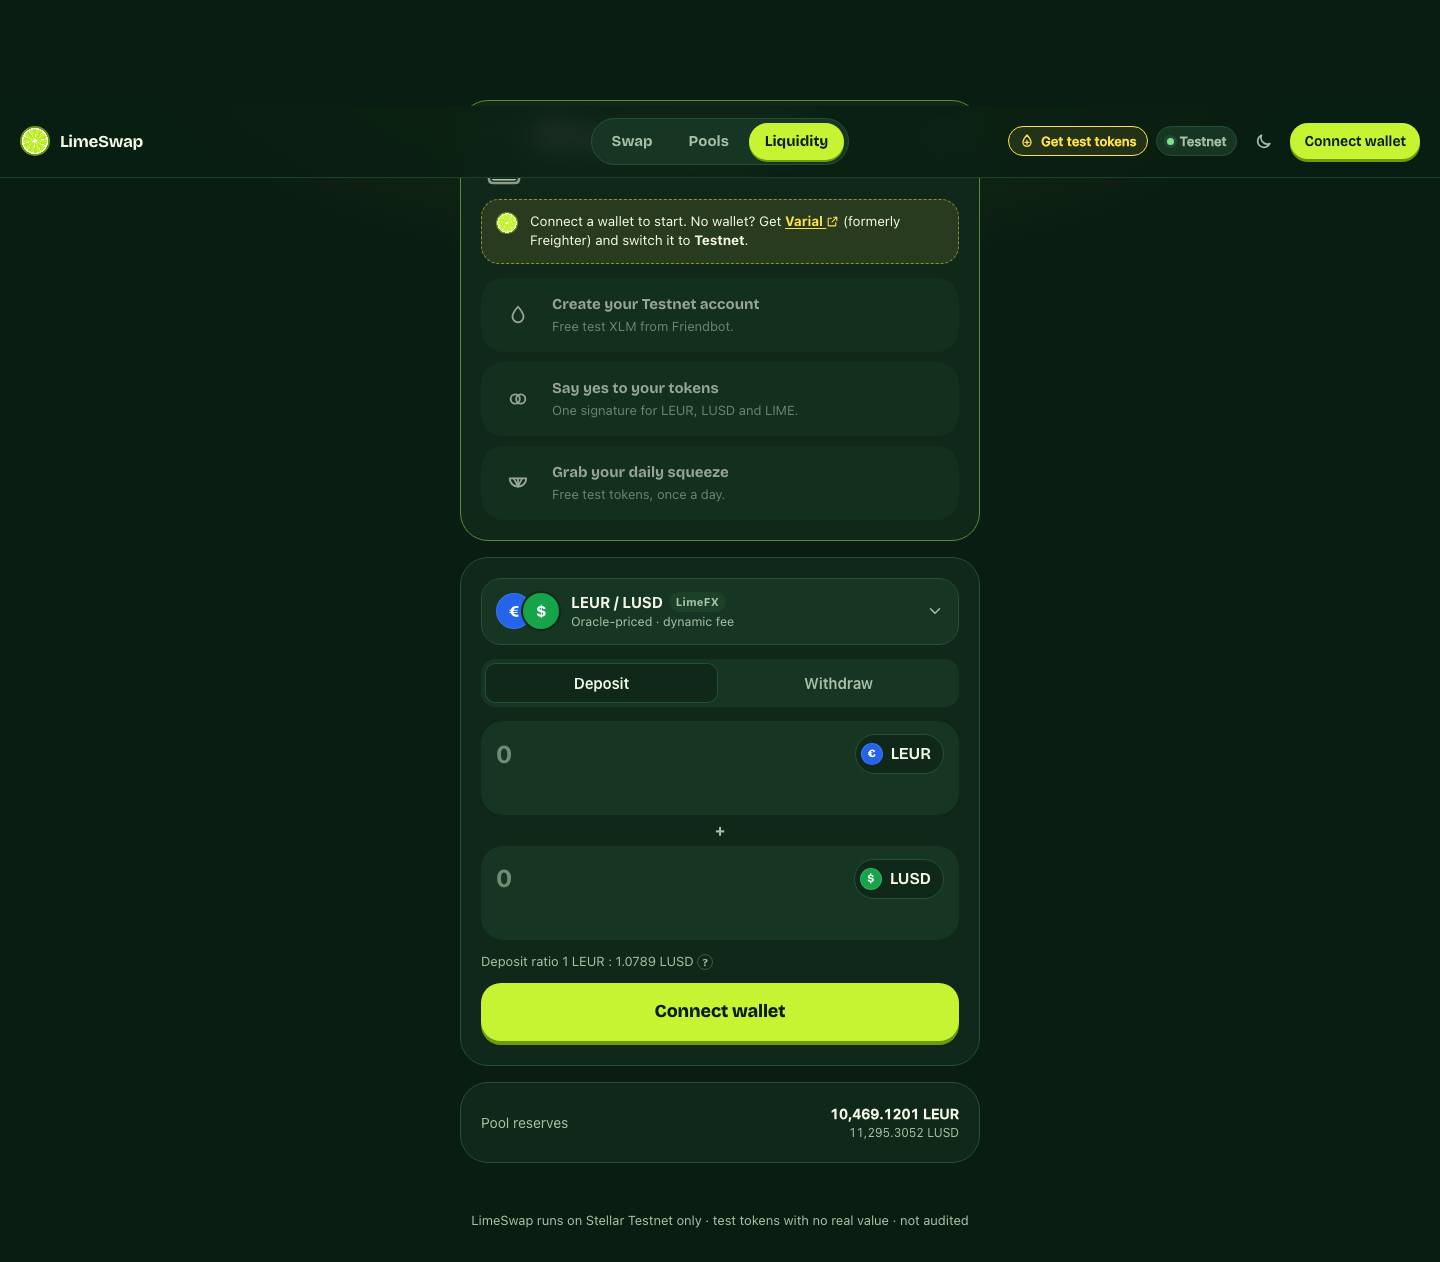 LimeSwap
Swap
Pools
Liquidity
Get test tokens
Testnet
Connect wallet
Connect a wallet to start. No wallet? Get Varial (formerly
Freighter) and switch it to Testnet.
Create your Testnet account
Free test XLM from Friendbot.
Say yes to your tokens
One signature for LEUR, LUSD and LIME.
Grab your daily squeeze
Free test tokens, once a day.
€ $
LEUR / LUSD LimeFX
Oracle-priced · dynamic fee
Deposit
Withdraw
0
€ LEUR
+
0
$ LUSD
Deposit ratio 1 LEUR : 1.0789 LUSD ?
Connect wallet
Pool reserves
10,469.1201 LEUR
11,295.3052 LUSD
LimeSwap runs on Stellar Testnet only · test tokens with no real value · not audited